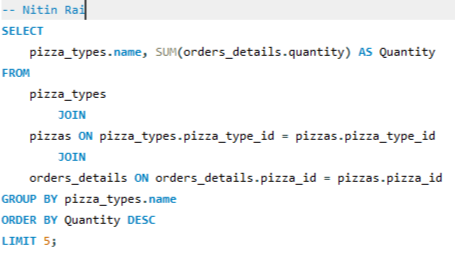 -- Nitin Rai
SELECT
pizza_types.name, SUM(orders_details.quantity) AS Quantity
FROM
pizza_types
JOIN
pizzas ON pizza_types.pizza_type_id = pizzas.pizza_type_id
JOIN
orders_details ON orders_details.pizza_id = pizzas.pizza_id
GROUP BY pizza_types.name
ORDER BY Quantity DESC
LIMIT 5;